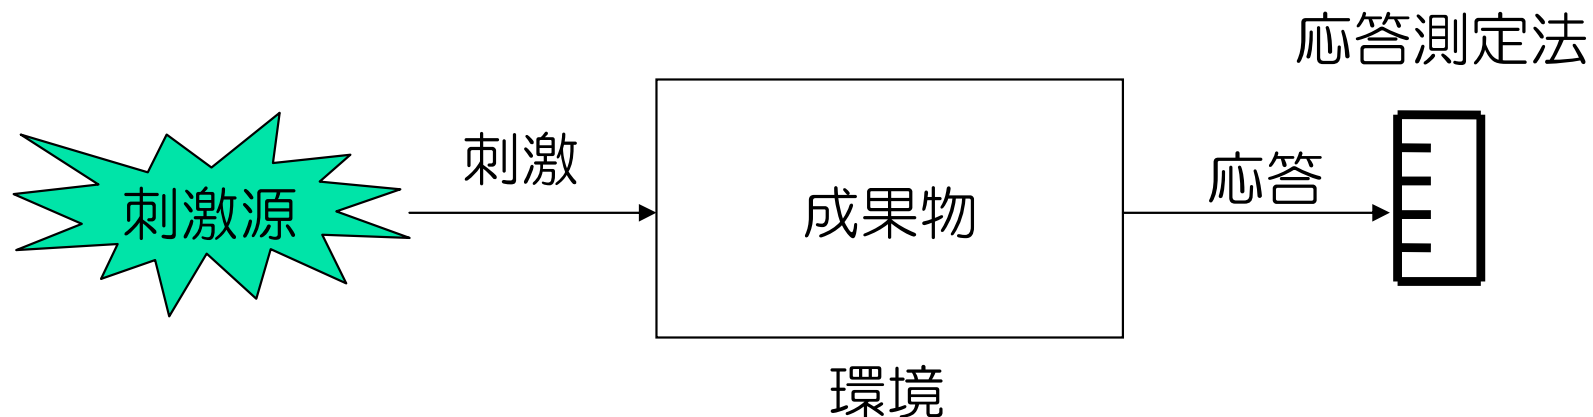 応答測定法
刺激
応答
刺激源
成果物
環境